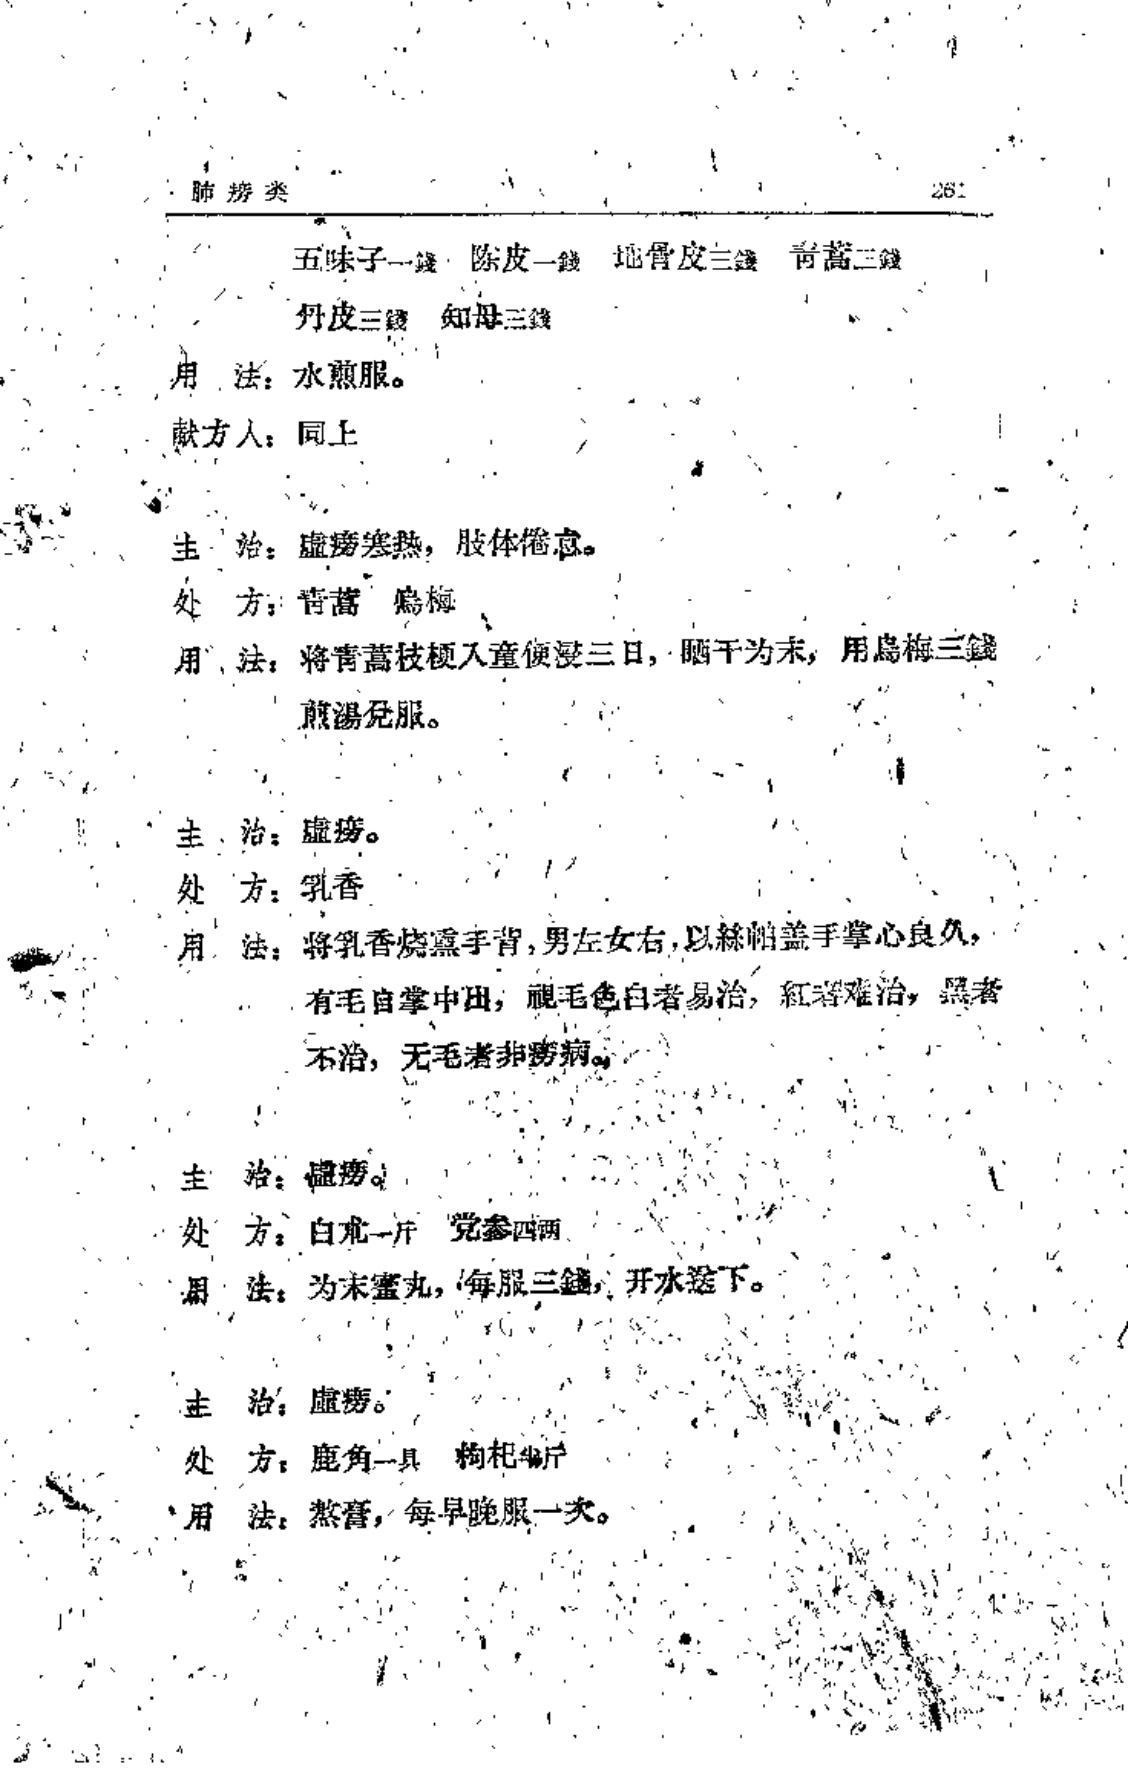 肺痨类 261
五味子一錢 陈皮一錢 地骨皮三錢 青蒿三錢
丹皮三錢 知母三錢
用 法：水煎服。
献方人：同上
主 治：虛痨寒热，肢体倦怠。
处 方：青蒿 烏梅
用 法：将青蒿枝梗入童便浸三日，晒干为末，用烏梅三錢
煎湯兌服。
主 治：虛痨。
处 方：乳香
用 法：将乳香烧熏手背，男左女右，以絲帕盖手掌心良久，
有毛自掌中出，視毛色白者易治，紅者难治，黑者
不治，无毛者非痨病。
主 治：虛痨。
处 方：白朮一斤 党参四两
用 法：为末蜜丸，每服三錢，开水送下。
主 治：虛痨。
处 方：鹿角一具 枸杞半斤
用 法：熬膏，每早晚服一次。